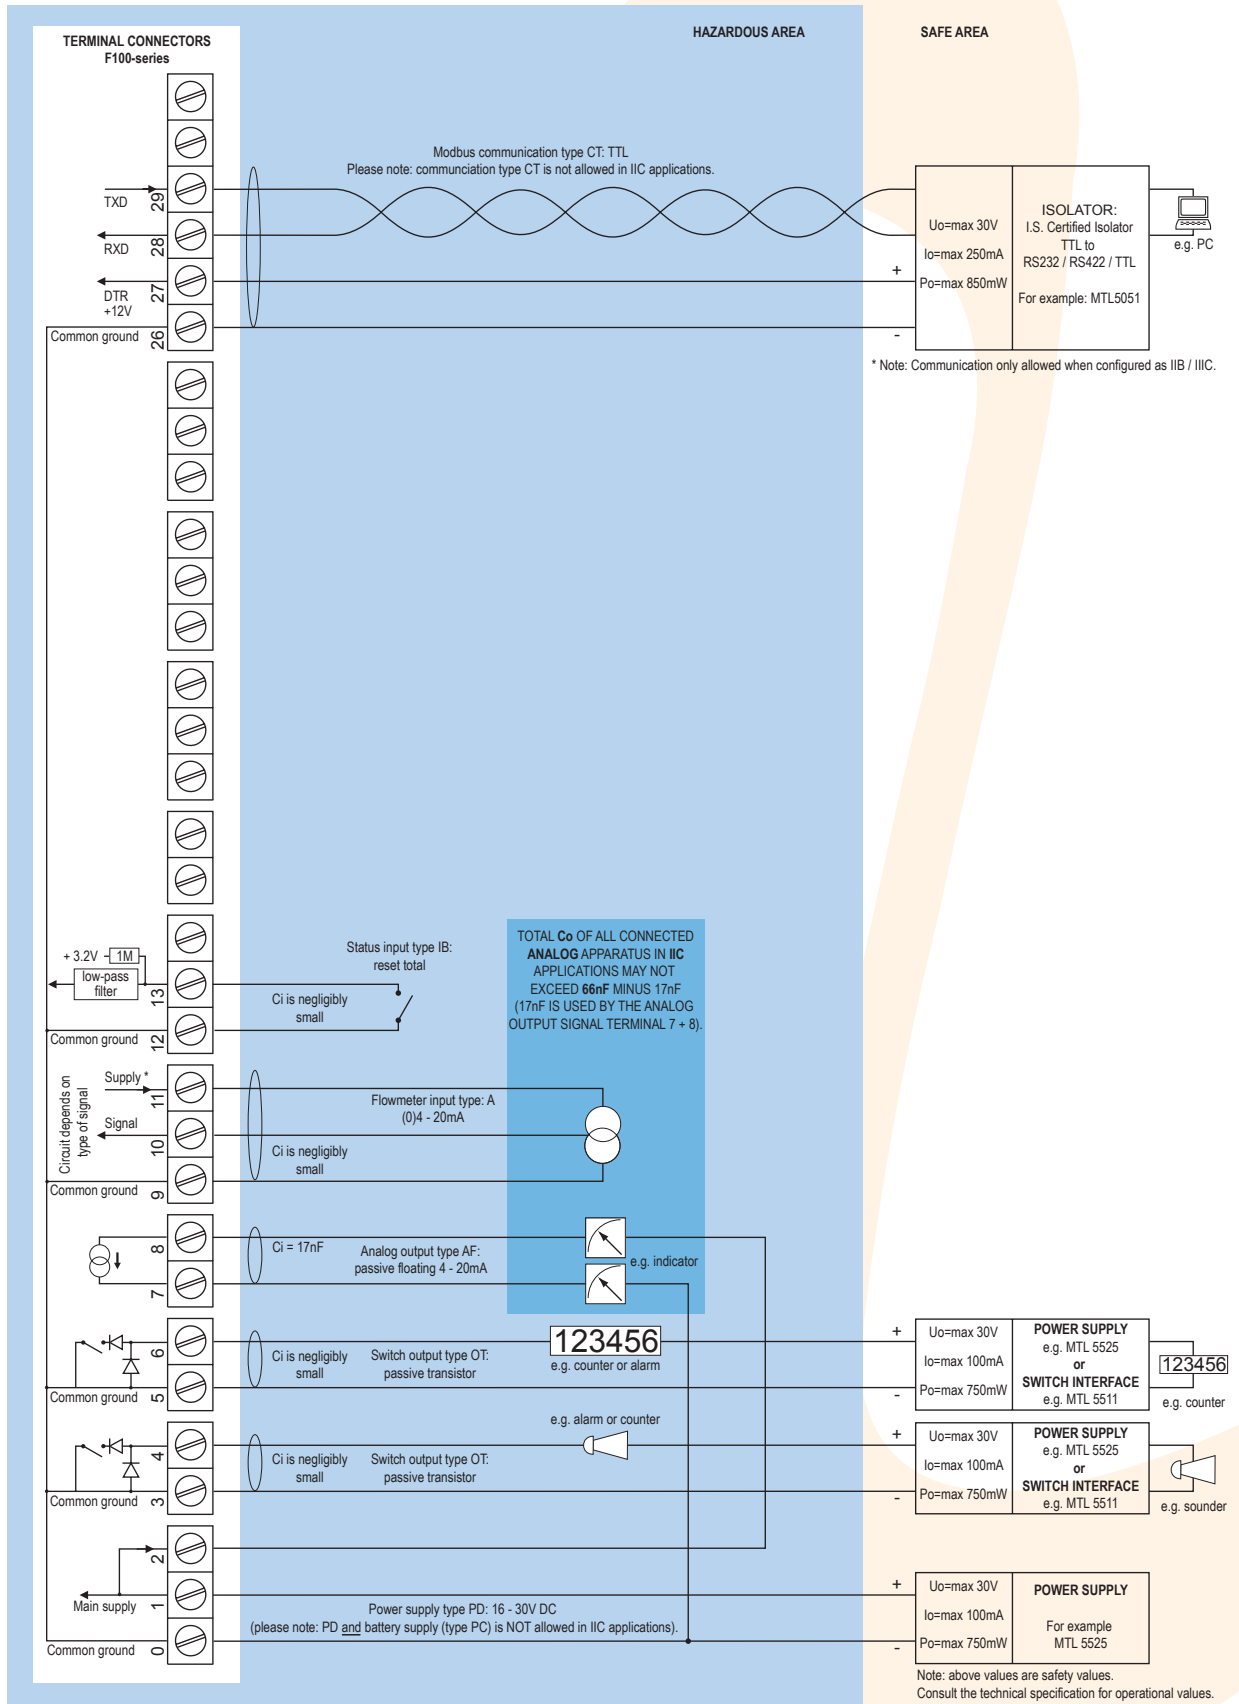 TERMINAL CONNECTORS
F100-series
HAZARDOUS AREA
SAFE AREA
Modbus communication type CT: TTL
Please note: communciation type CT is not allowed in IIC applications.
TXD
29
RXD
28
DTR
+12V
27
Common ground
26
+
-
Uo=max 30V
Io=max 250mA
Po=max 850mW
ISOLATOR:
I.S. Certified Isolator
TTL to
RS232 / RS422 / TTL
For example: MTL5051
e.g. PC
* Note: Communication only allowed when configured as IIB / IIIC.
+ 3.2V
1M
low-pass
filter
13
Common ground
12
Status input type IB:
reset total
Ci is negligibly
small
TOTAL Co OF ALL CONNECTED
ANALOG APPARATUS IN IIC
APPLICATIONS MAY NOT
EXCEED 66nF MINUS 17nF
(17nF IS USED BY THE ANALOG
OUTPUT SIGNAL TERMINAL 7 + 8).
Circuit depends on
type of signal
Supply *
11
Signal
10
Common ground
9
Flowmeter input type: A
(0)4 - 20mA
Ci is negligibly
small
8
7
Ci = 17nF
Analog output type AF:
passive floating 4 - 20mA
e.g. indicator
6
Common ground
5
Ci is negligibly
small
Switch output type OT:
passive transistor
123456
e.g. counter or alarm
+
-
Uo=max 30V
Io=max 100mA
Po=max 750mW
POWER SUPPLY
e.g. MTL 5525
or
SWITCH INTERFACE
e.g. MTL 5511
123456
e.g. counter
4
Common ground
3
Ci is negligibly
small
Switch output type OT:
passive transistor
e.g. alarm or counter
+
-
Uo=max 30V
Io=max 100mA
Po=max 750mW
POWER SUPPLY
e.g. MTL 5525
or
SWITCH INTERFACE
e.g. MTL 5511
e.g. sounder
2
Main supply
1
Common ground
0
Power supply type PD: 16 - 30V DC
(please note: PD and battery supply (type PC) is NOT allowed in IIC applications).
+
-
Uo=max 30V
Io=max 100mA
Po=max 750mW
POWER SUPPLY
For example
MTL 5525
Note: above values are safety values.
Consult the technical specification for operational values.